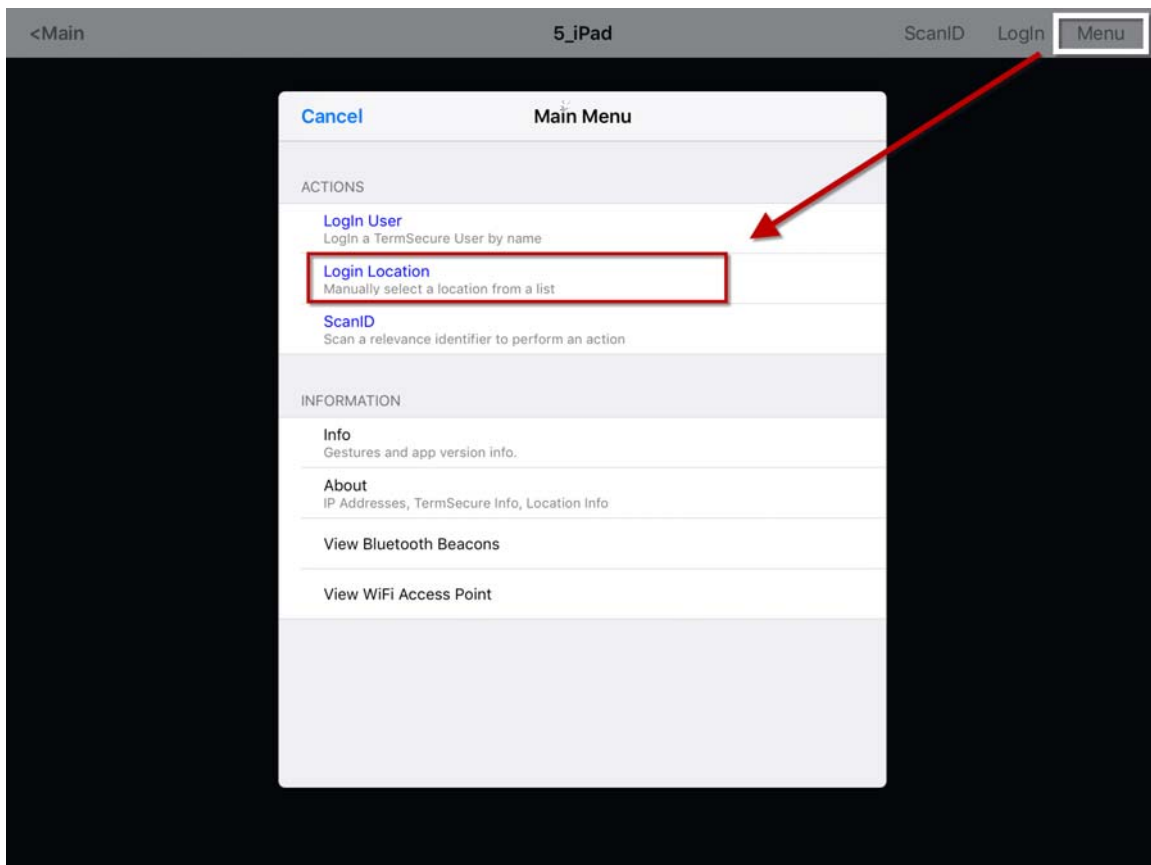 <Main 5_iPad ScanID LogIn Menu
Cancel Main Menu
ACTIONS
LogIn User
LogIn a TermSecure User by name
Login Location
Manually select a location from a list
ScanID
Scan a relevance identifier to perform an action
INFORMATION
Info
Gestures and app version info.
About
IP Addresses, TermSecure Info, Location Info
View Bluetooth Beacons
View WiFi Access Point